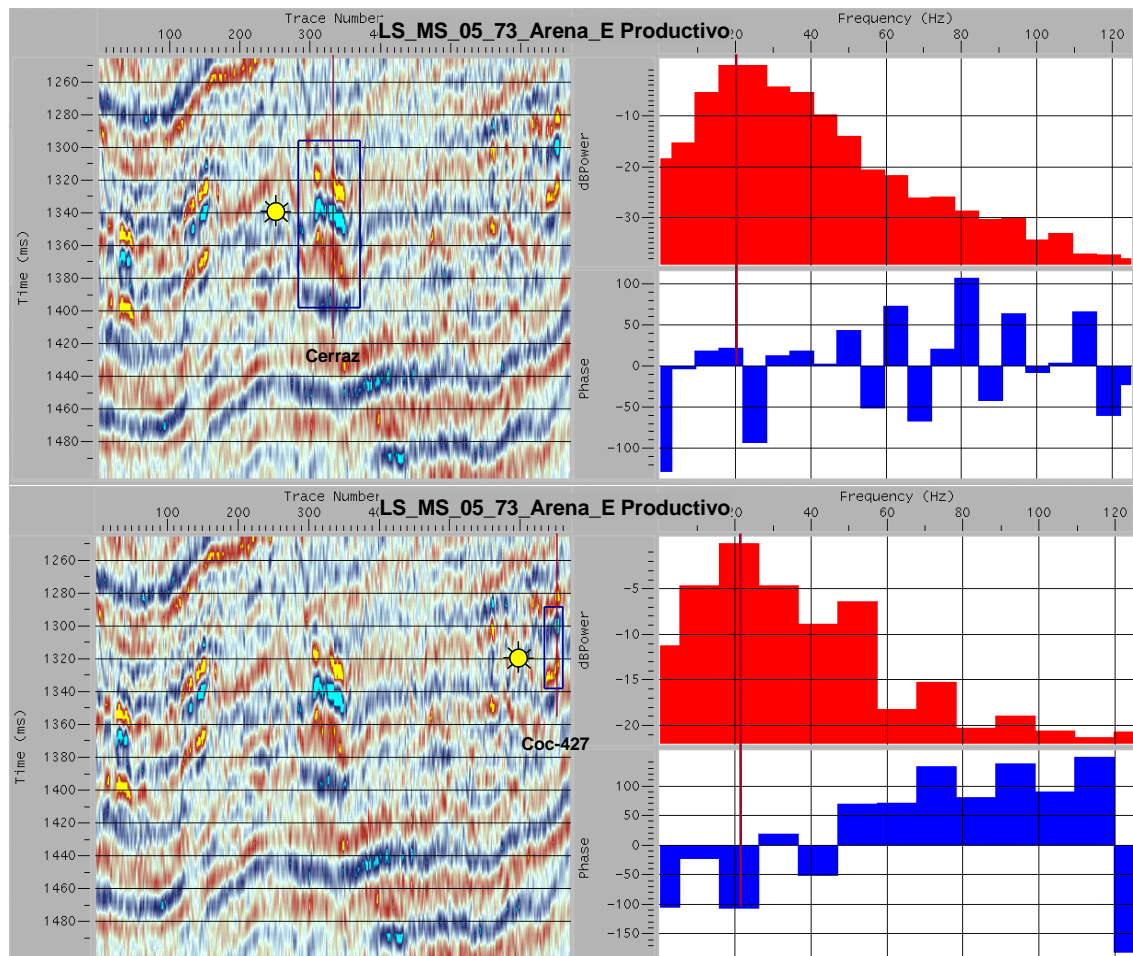 Trace Number
LS_MS_05_73_Arena_E Productivo
Frequency (Hz)
100 200 300
20 40 60 80 100 120
Time (ms)
1260
1280
1300
1320
1340
1360
1380
1400
1420
1440
1460
1480
Cerraz
dBPower
-10
-20
-30
Phase
100
50
0
-50
-100
Trace Number
LS_MS_05_73_Arena_E Productivo
Frequency (Hz)
100 200 300
20 40 60 80 100 120
Time (ms)
1260
1280
1300
1320
1340
1360
1380
1400
1420
1440
1460
1480
Coc-427
dBPower
-5
-10
-15
-20
Phase
100
50
0
-50
-100
-150